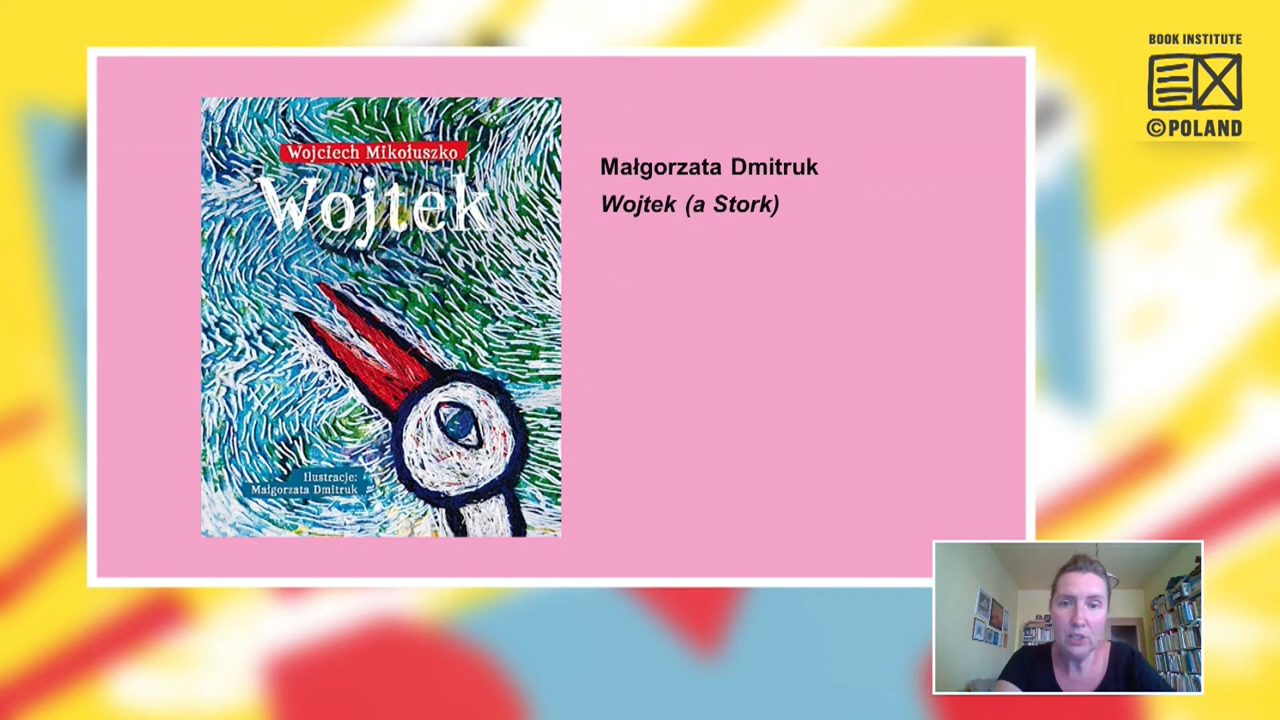 BOOK INSTITUTE
©POLAND
Wojciech Mikołuszko
Wojtek
Ilustracje:
Małgorzata Dmitruk
Małgorzata Dmitruk
Wojtek (a Stork)